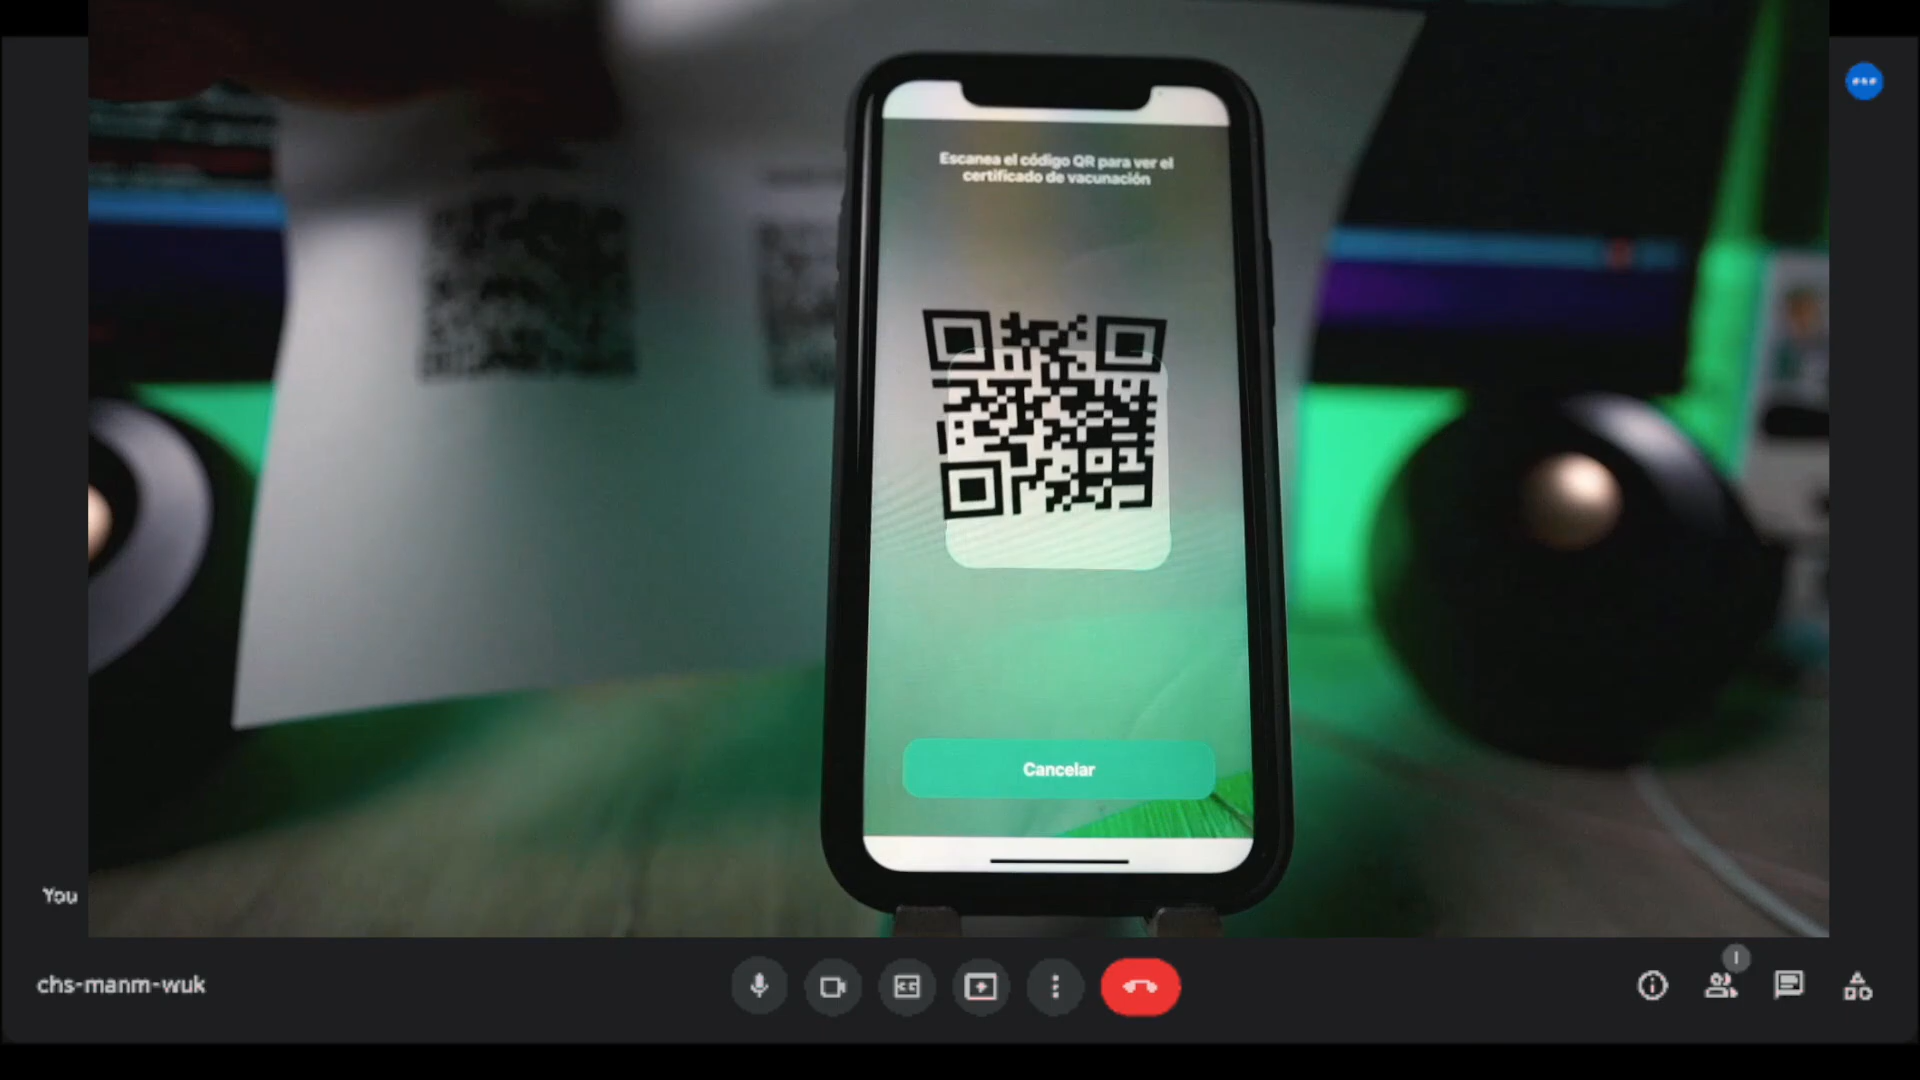 Escanea el código QR para ver el
certificado de vacunación
Cancelar
You
chs-manm-wuk